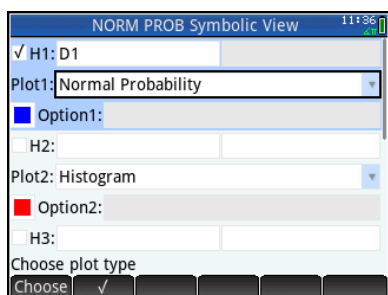 NORM PROB Symbolic View 11:36
√ H1: D1
Plot1: Normal Probability
Option1:
H2:
Plot2: Histogram
Option2:
H3:
Choose plot type
Choose √